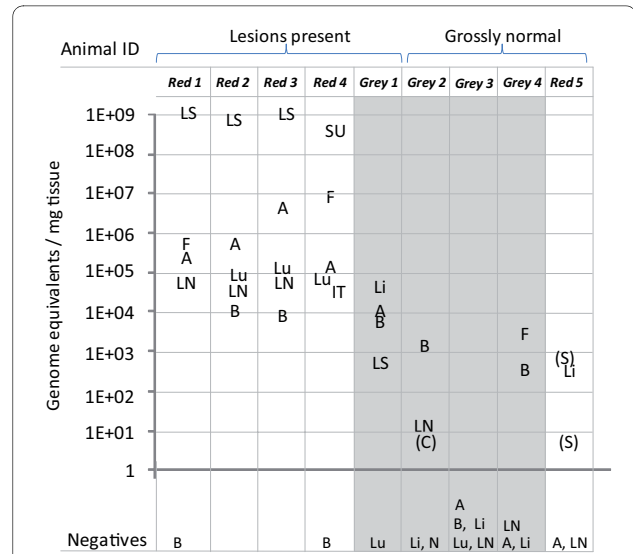 Lesions present Grossly normal
Animal ID
Red 1 Red 2 Red 3 Red 4 Grey 1 Grey 2 Grey 3 Grey 4 Red 5
Genome equivalents / mg tissue
1E+09 LS LS LS
1E+08 SU
1E+07 A F
1E+06 F A
1E+05 A LN Lu LN Lu LN Lu A IT Li
1E+04 B B A B
1E+03 LS B F B (S) Li
1E+02
1E+01 LN (C) (S)
1
A
B, Li LN
Negatives B B Lu Li, N Lu, LN A, Li A, LN